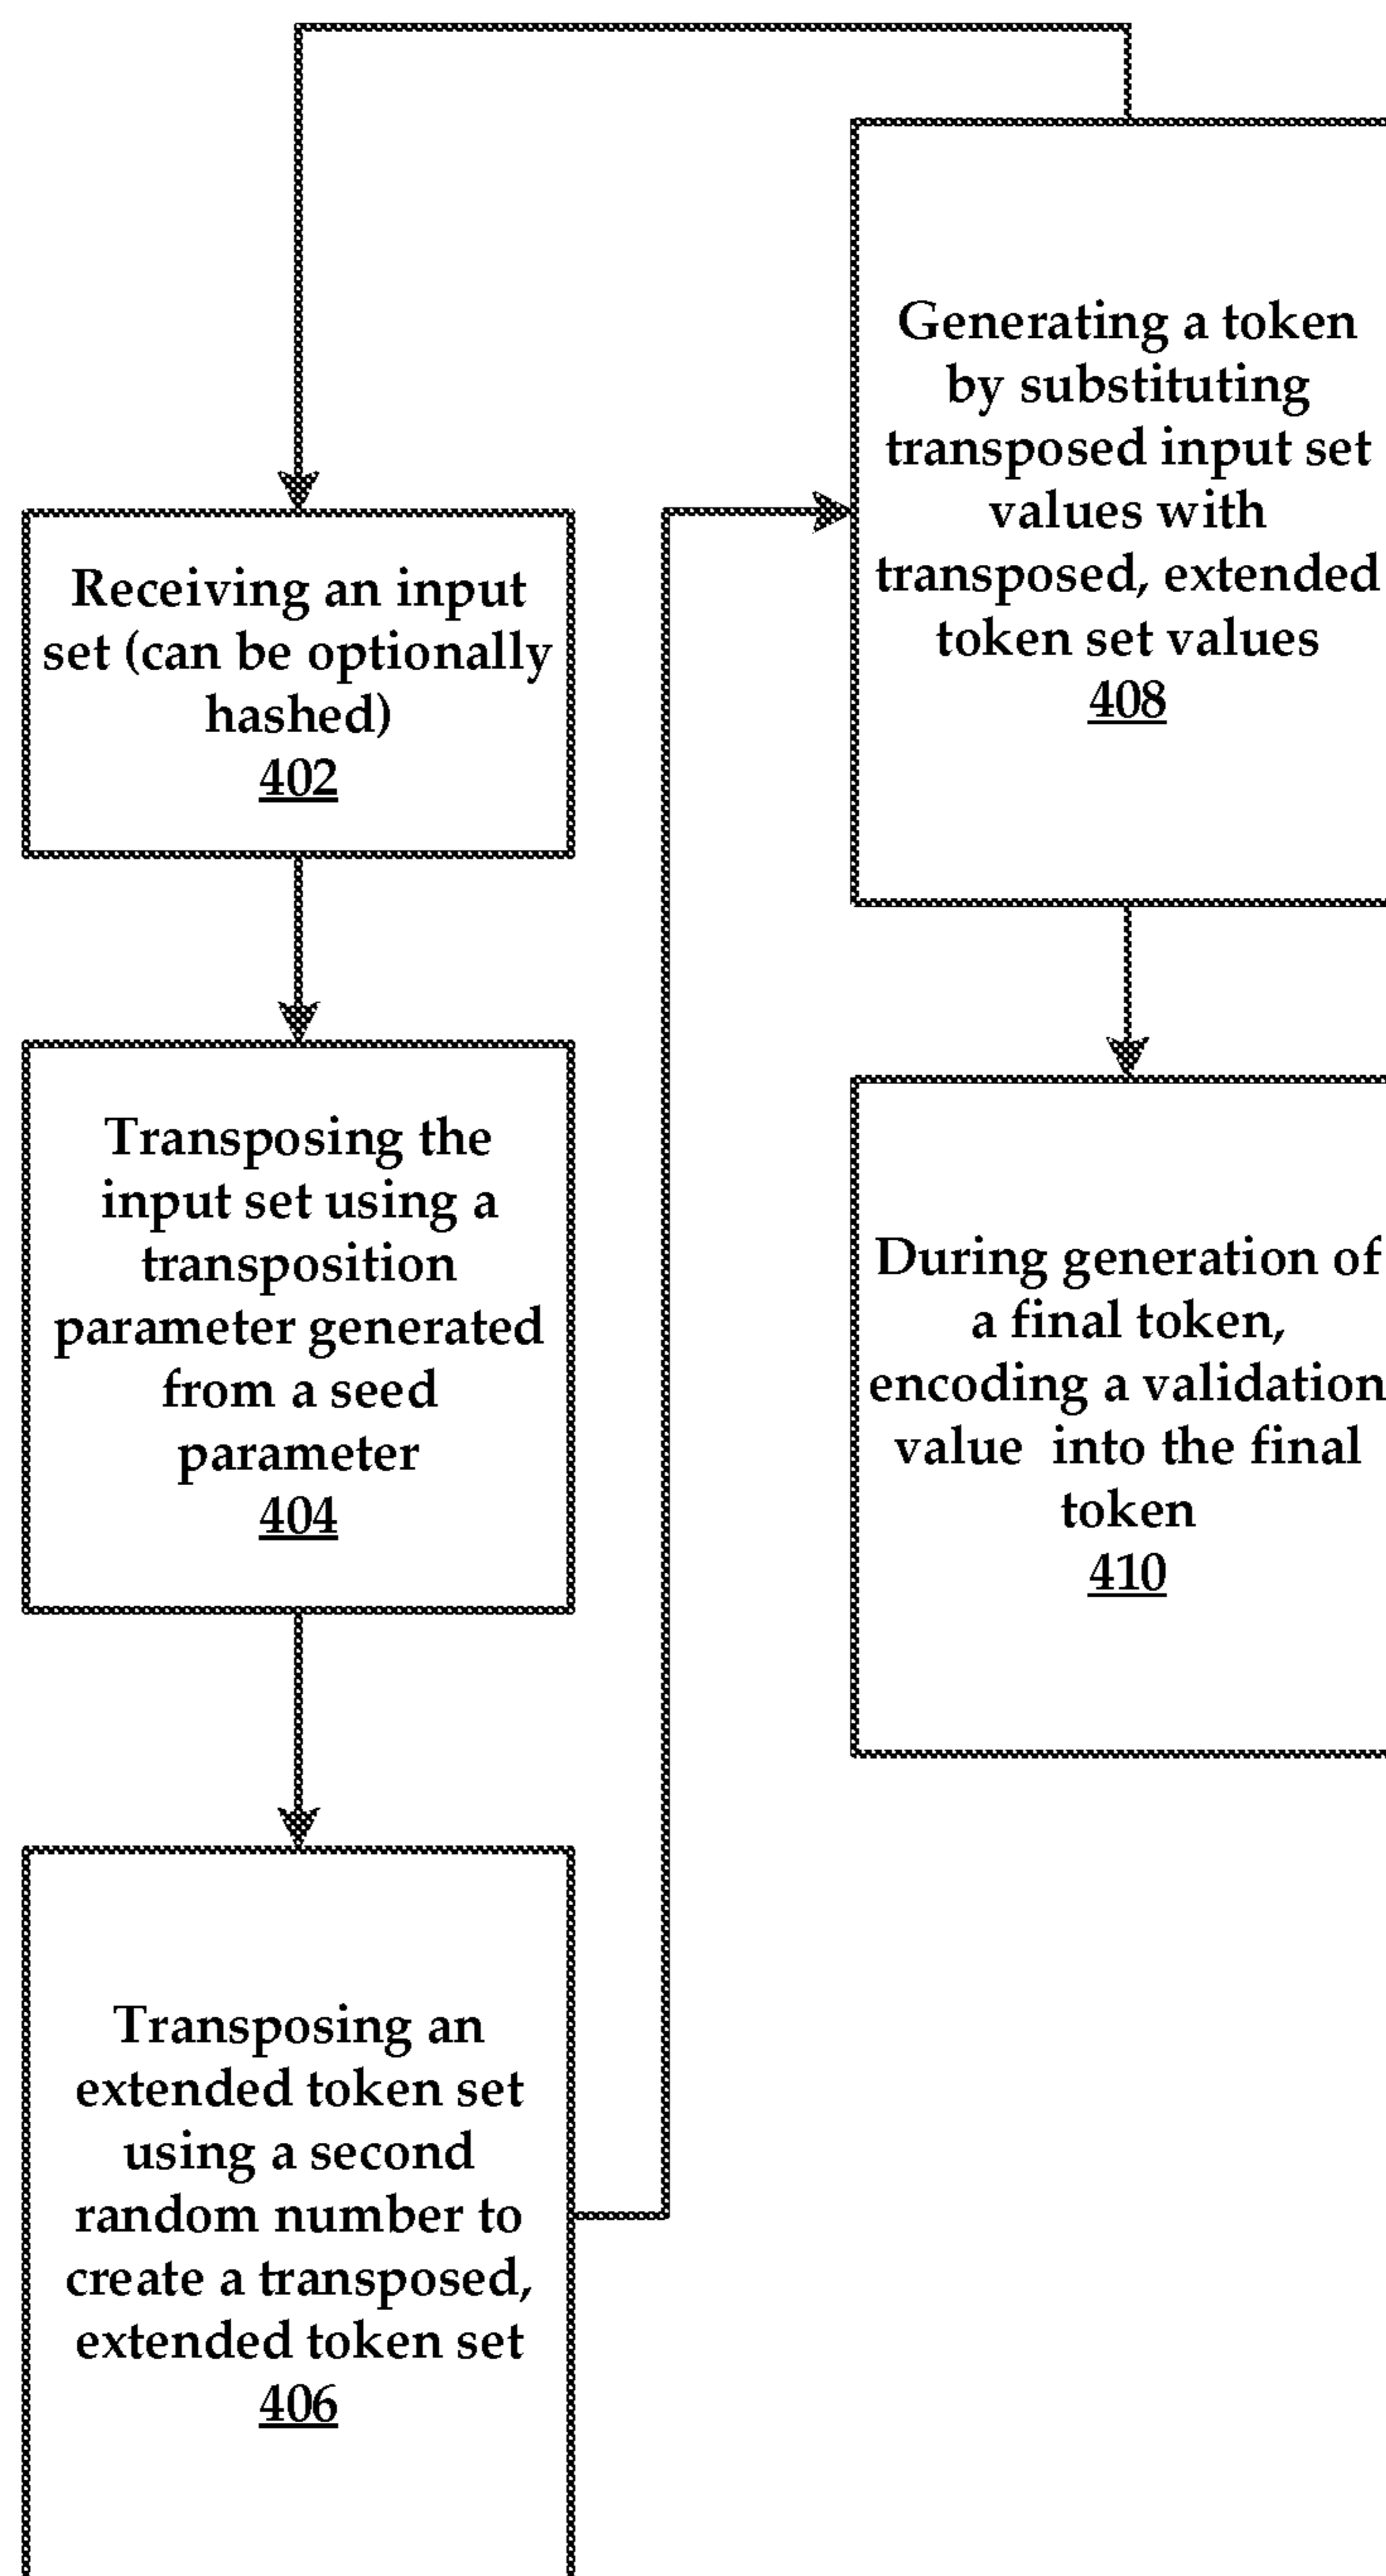 Receiving an input
set (can be optionally
hashed)
402
Transposing the
input set using a
transposition
parameter generated
from a seed
parameter
404
Transposing an
extended token set
using a second
random number to
create a transposed,
extended token set
406
Generating a token
by substituting
transposed input set
values with
transposed, extended
token set values
408
During generation of
a final token,
encoding a validation
value into the final
token
410